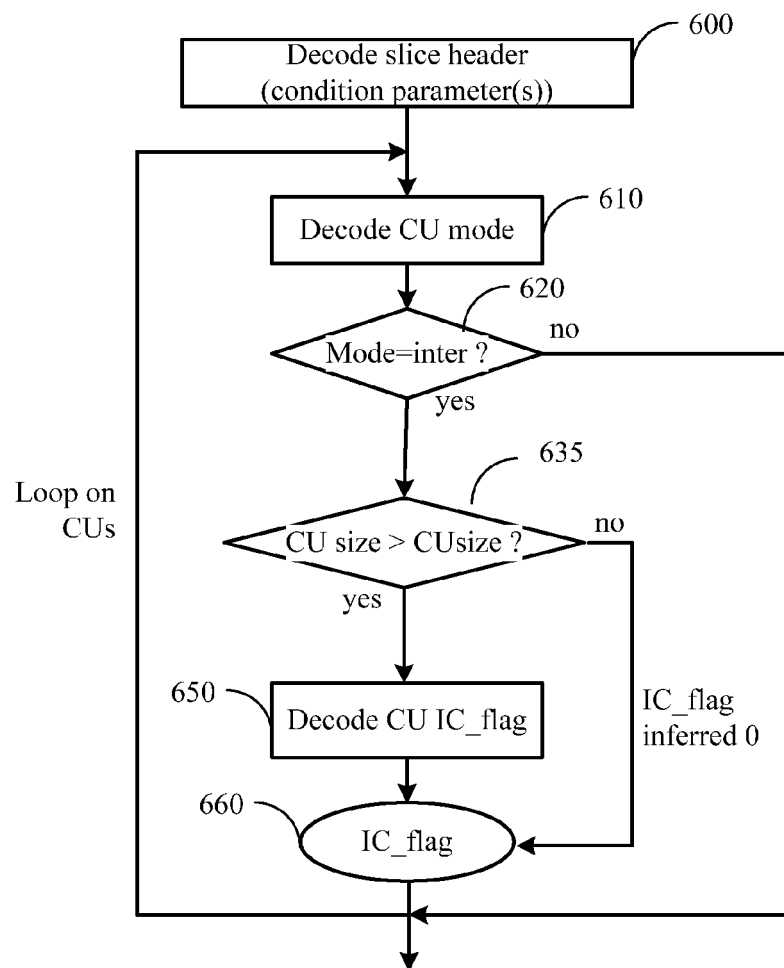 600
Decode slice header
(condition parameter(s))
610
Decode CU mode
620
Mode=inter ?
no
yes
635
Loop on
CUs
CU size > CUsize ?
no
yes
650
Decode CU IC_flag
IC_flag
inferred 0
660
IC_flag